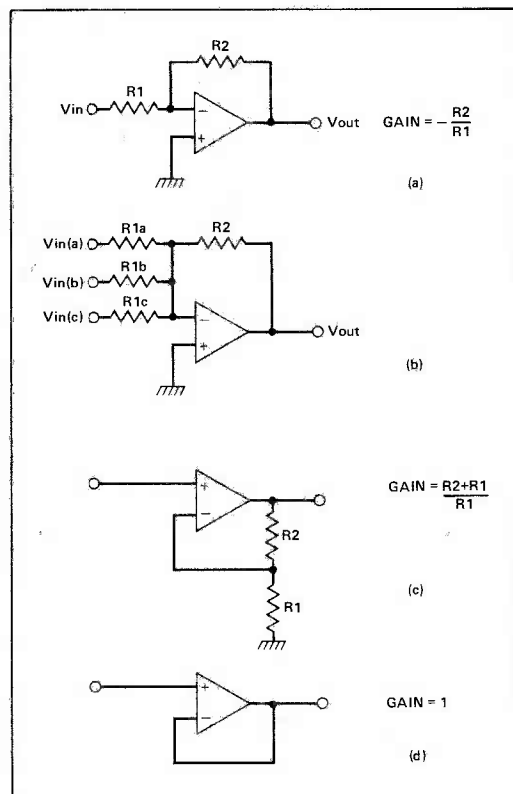 R2
R1
Vin
−
+
Vout
GAIN = − R2
R1
(a)
Vin(a) R1a R2
Vin(b) R1b
Vin(c) R1c
−
+
Vout
(b)
+
−
GAIN = R2+R1
R1
R2
(c)
R1
+
−
GAIN = 1
(d)